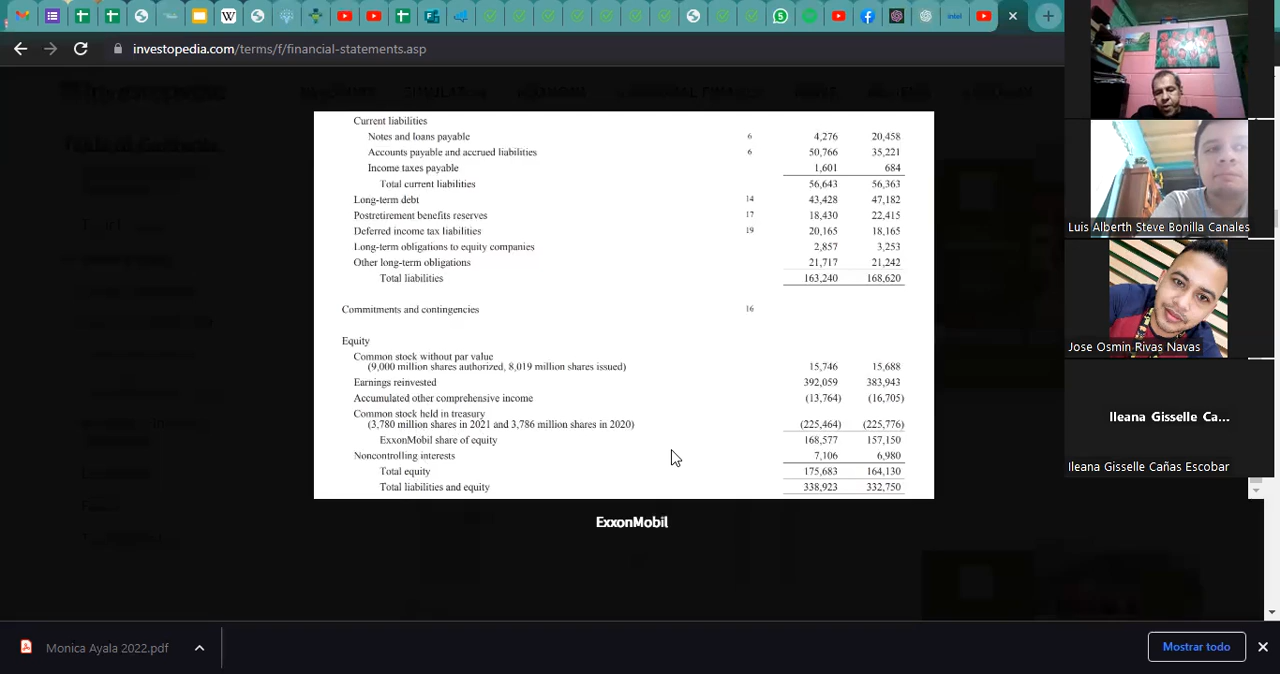 investopedia.com/terms/f/financial-statements.asp
Current liabilities
Notes and loans payable 6 4,276 20,458
Accounts payable and accrued liabilities 6 50,766 35,221
Income taxes payable 1,601 684
Total current liabilities 56,643 56,363
Long-term debt 14 43,428 47,182
Postretirement benefits reserves 17 18,430 22,415
Deferred income tax liabilities 19 20,165 18,165
Long-term obligations to equity companies 2,857 3,253
Other long-term obligations 21,717 21,242
Total liabilities 163,240 168,620
Commitments and contingencies 16
Equity
Common stock without par value
(9,000 million shares authorized, 8,019 million shares issued) 15,746 15,688
Earnings reinvested 392,059 383,943
Accumulated other comprehensive income (13,764) (16,705)
Common stock held in treasury
(3,780 million shares in 2021 and 3,786 million shares in 2020) (225,464) (225,776)
ExxonMobil share of equity 168,577 157,150
Noncontrolling interests 7,106 6,980
Total equity 175,683 164,130
Total liabilities and equity 338,923 332,750
ExxonMobil
Luis Alberth Steve Bonilla Canales
Jose Osmin Rivas Navas
Ileana Gisselle Ca...
Ileana Gisselle Cañas Escobar
Monica Ayala 2022.pdf
Mostrar todo